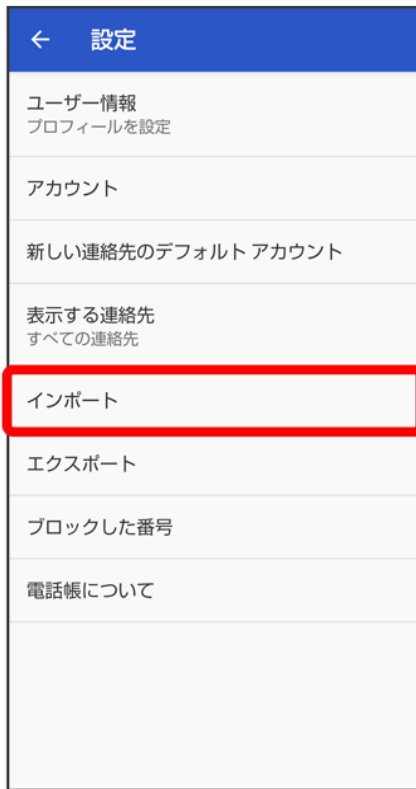 設定
ユーザー情報
プロフィールを設定
アカウント
新しい連絡先のデフォルト アカウント
表示する連絡先
すべての連絡先
インポート
エクスポート
ブロックした番号
電話帳について